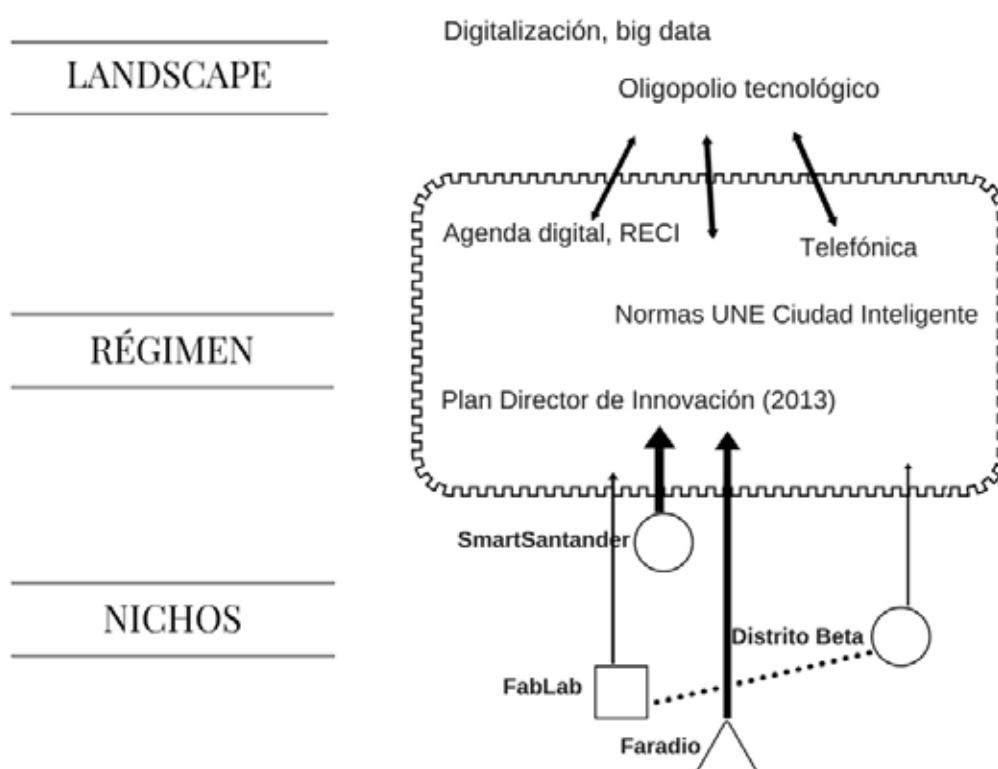 LANDSCAPE
Digitalización, big data
Oligopolio tecnológico
RÉGIMEN
Agenda digital, RECI
Telefónica
Normas UNE Ciudad Inteligente
Plan Director de Innovación (2013)
NICHOS
SmartSantander
Distrito Beta
FabLab
Faradio